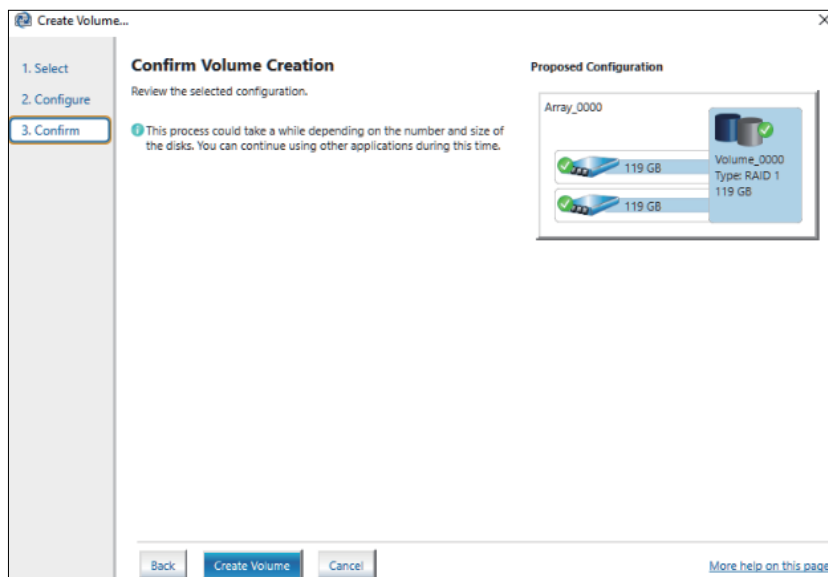 Create Volume...
1. Select
2. Configure
3. Confirm
Confirm Volume Creation
Review the selected configuration.
This process could take a while depending on the number and size of
the disks. You can continue using other applications during this time.
Proposed Configuration
Array_0000
119 GB
119 GB
Volume_0000
Type: RAID 1
119 GB
Back
Create Volume
Cancel
More help on this page